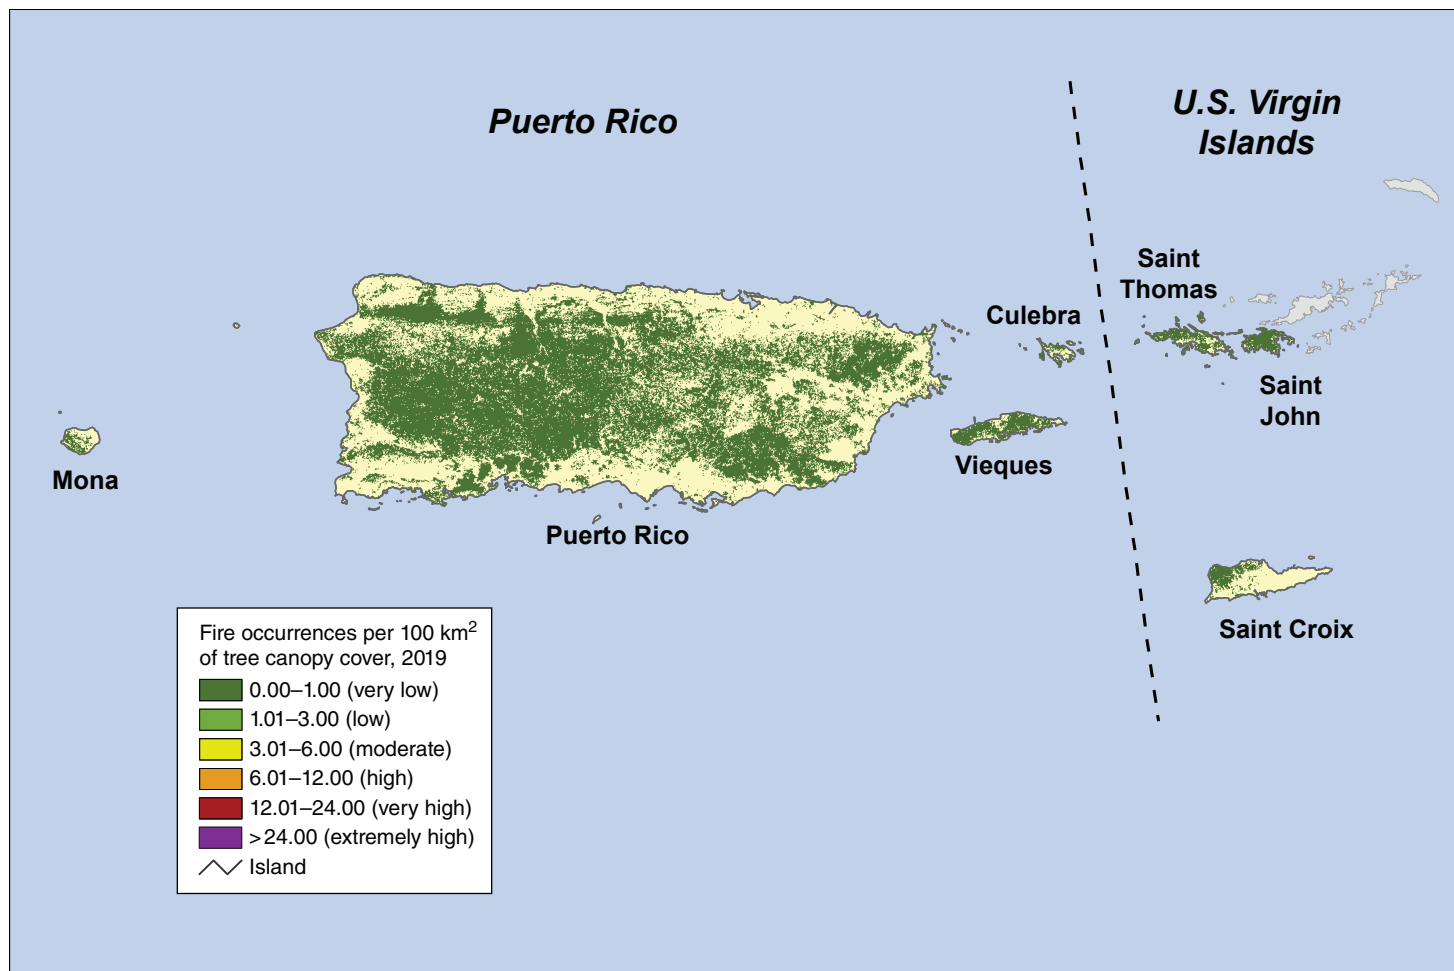 Puerto Rico
U.S. Virgin
Islands
Saint
Thomas
Culebra
Saint
John
Vieques
Mona
Puerto Rico
Saint Croix
Fire occurrences per 100 km²
of tree canopy cover, 2019
0.00–1.00 (very low)
1.01–3.00 (low)
3.01–6.00 (moderate)
6.01–12.00 (high)
12.01–24.00 (very high)
>24.00 (extremely high)
Island